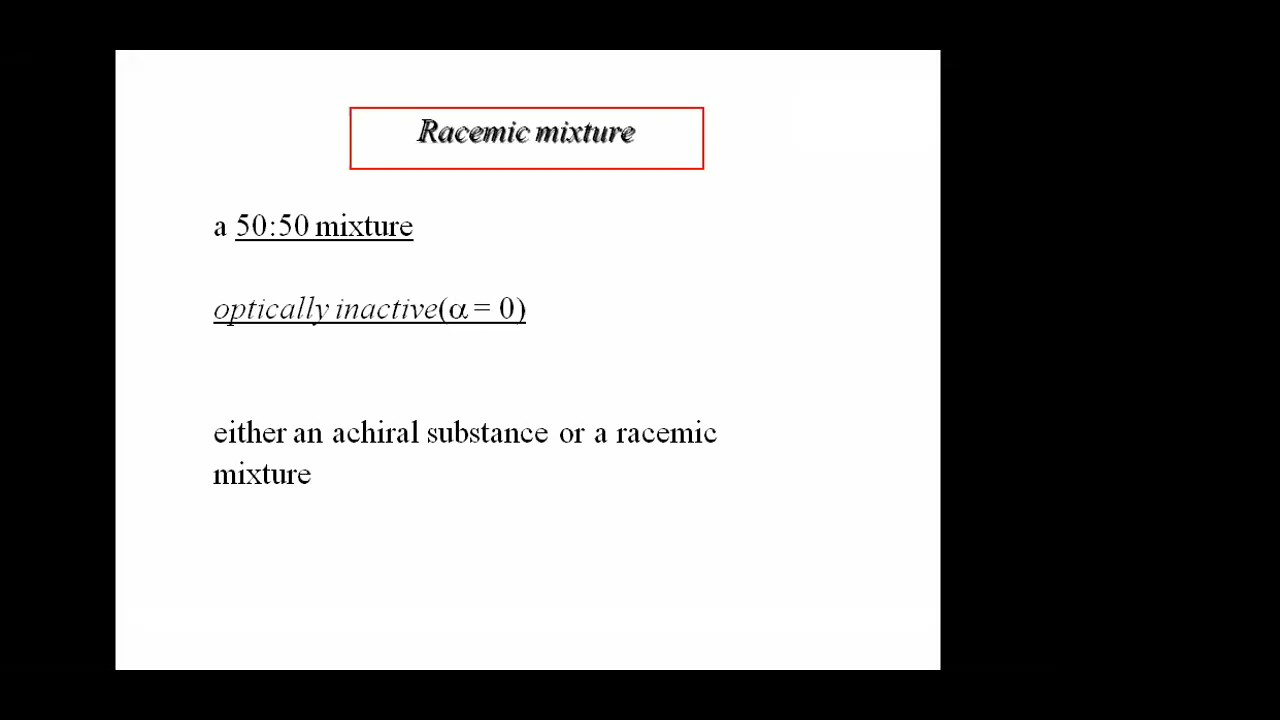 Racemic mixture
a 50:50 mixture
optically inactive(α = 0)
either an achiral substance or a racemic
mixture